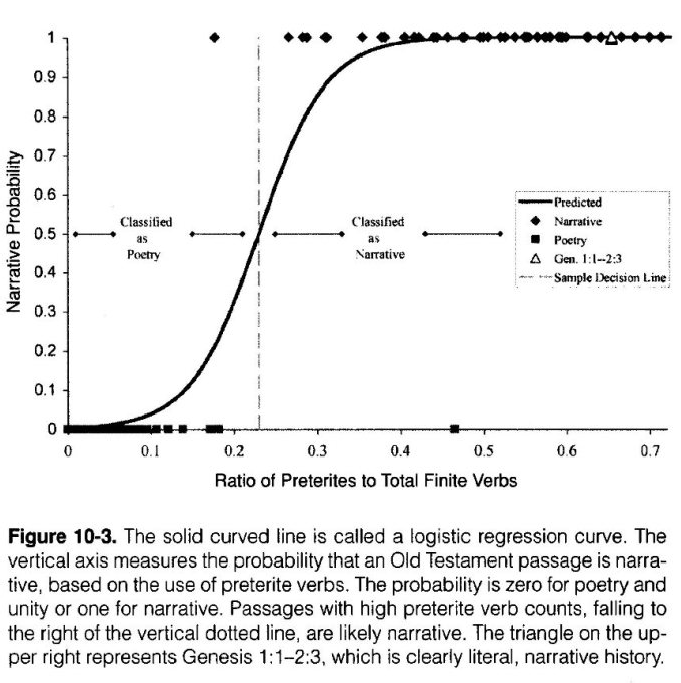 Narrative Probability
1
0.9
0.8
0.7
0.6
0.5
0.4
0.3
0.2
0.1
0
Classified
as
Poetry
Classified
as
Narrative
Predicted
Narrative
Poetry
Gen. 1:1--2:3
Sample Decision Line
0 0.1 0.2 0.3 0.4 0.5 0.6 0.7
Ratio of Preterites to Total Finite Verbs
Figure 10-3. The solid curved line is called a logistic regression curve. The
vertical axis measures the probability that an Old Testament passage is narra-
tive, based on the use of preterite verbs. The probability is zero for poetry and
unity or one for narrative. Passages with high preterite verb counts, falling to
the right of the vertical dotted line, are likely narrative. The triangle on the up-
per right represents Genesis 1:1–2:3, which is clearly literal, narrative history.